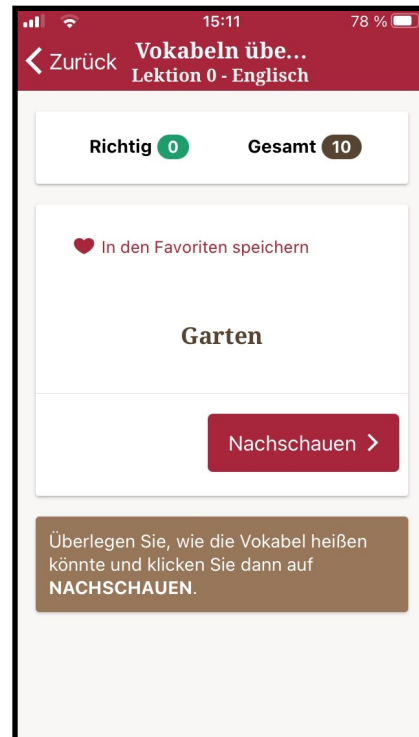 15:11
78 %
Zurück
Vokabeln übe...
Lektion 0 - Englisch
Richtig 0 Gesamt 10
In den Favoriten speichern
Garten
Nachschauen
Überlegen Sie, wie die Vokabel heißen
könnte und klicken Sie dann auf
NACHSCHAUEN.